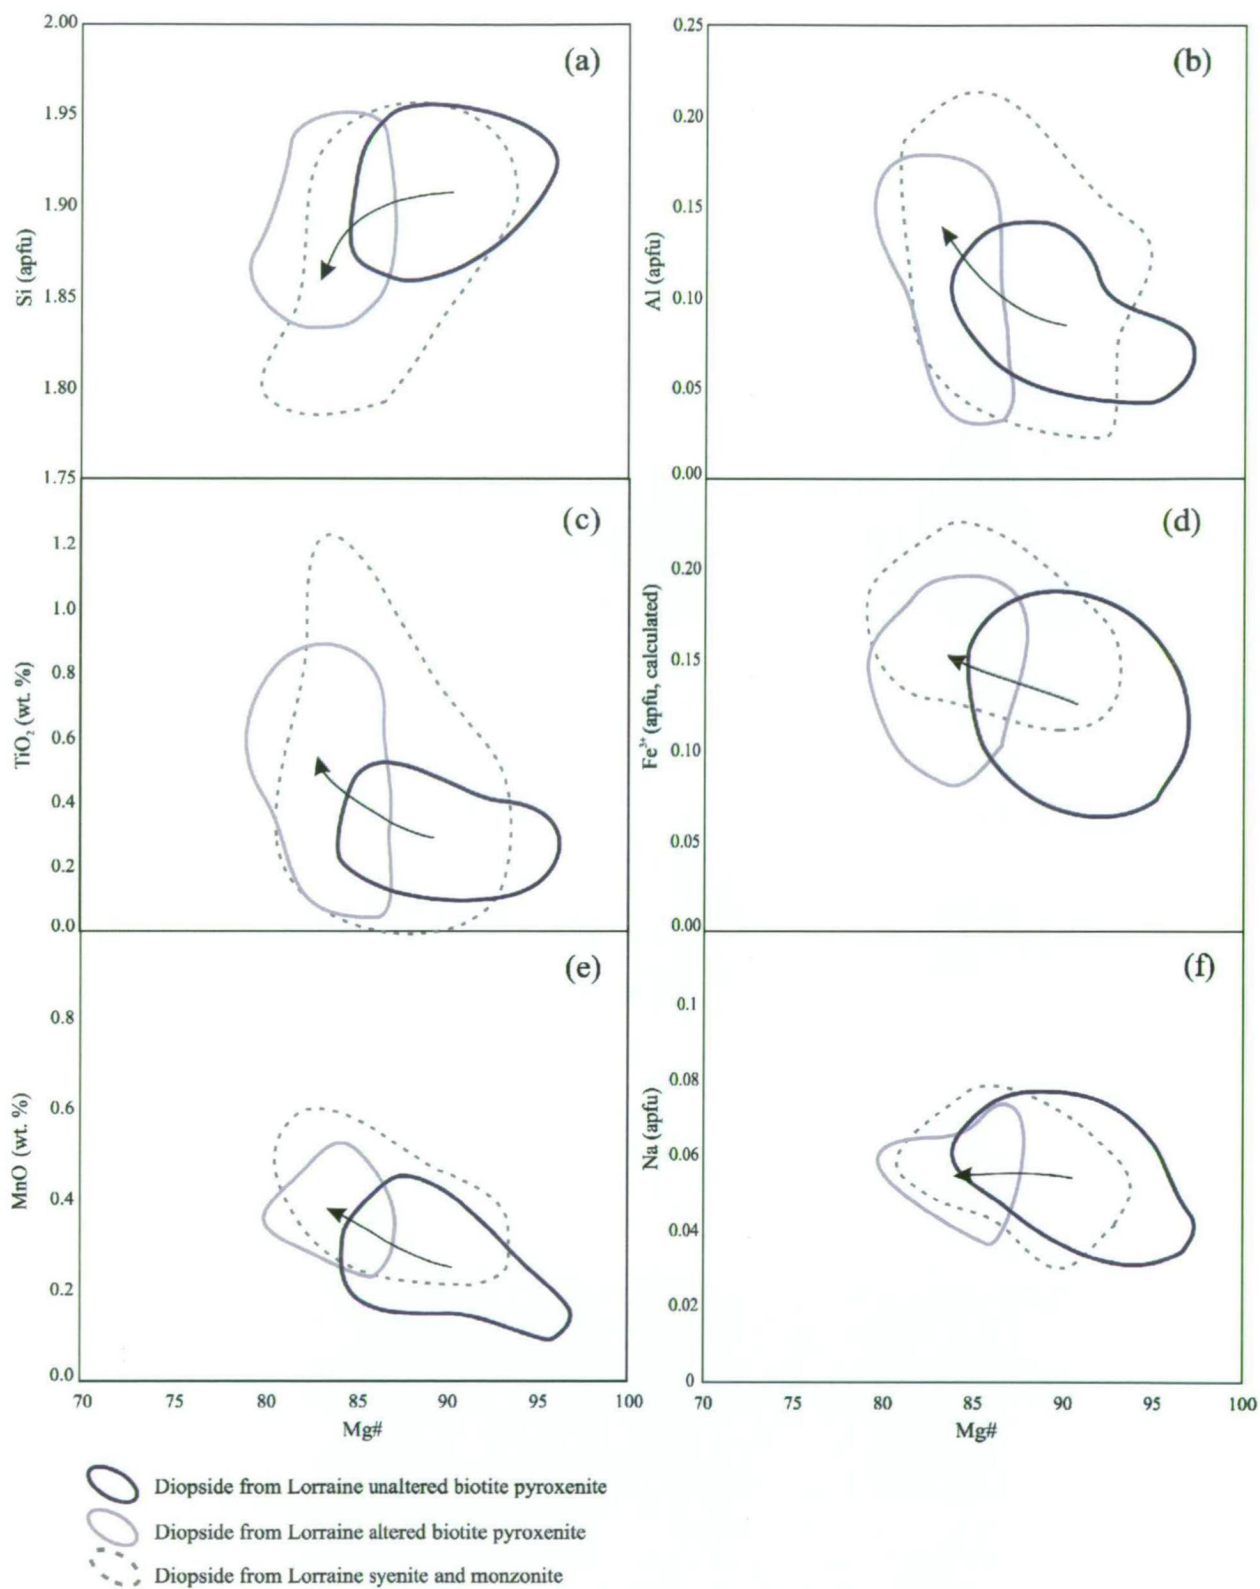 (a)
2.00
1.95
1.90
1.85
1.80
1.75
Si (apfu)
(b)
0.25
0.20
0.15
0.10
0.05
0.00
Al (apfu)
(c)
1.2
1.0
0.8
0.6
0.4
0.2
0.0
TiO₂ (wt. %)
(d)
0.20
0.15
0.10
0.05
0.00
Fe³⁺ (apfu, calculated)
(e)
0.8
0.6
0.4
0.2
0.0
MnO (wt. %)
70 75 80 85 90 95 100
Mg#
(f)
0.1
0.08
0.06
0.04
0.02
0
Na (apfu)
70 75 80 85 90 95 100
Mg#
Diopside from Lorraine unaltered biotite pyroxenite
Diopside from Lorraine altered biotite pyroxenite
Diopside from Lorraine syenite and monzonite